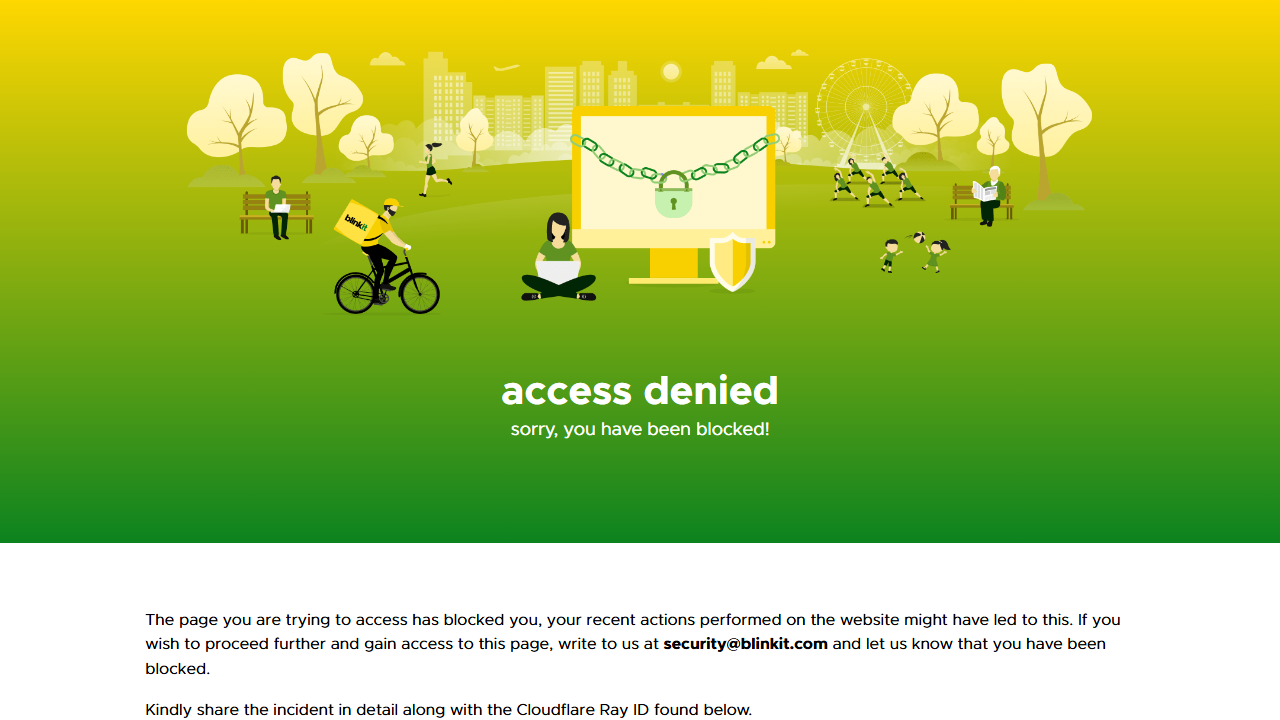 blinkit
access denied
sorry, you have been blocked!
The page you are trying to access has blocked you, your recent actions performed on the website might have led to this. If you
wish to proceed further and gain access to this page, write to us at security@blinkit.com and let us know that you have been
blocked.
Kindly share the incident in detail along with the Cloudflare Ray ID found below.